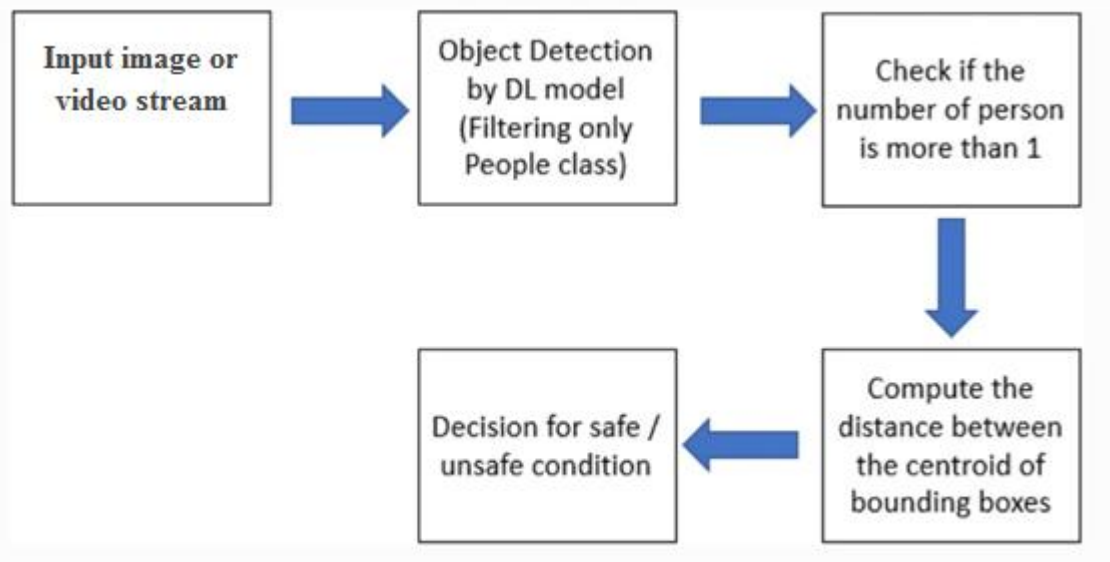 Input image or
video stream
Object Detection
by DL model
(Filtering only
People class)
Check if the
number of person
is more than 1
Compute the
distance between
the centroid of
bounding boxes
Decision for safe /
unsafe condition